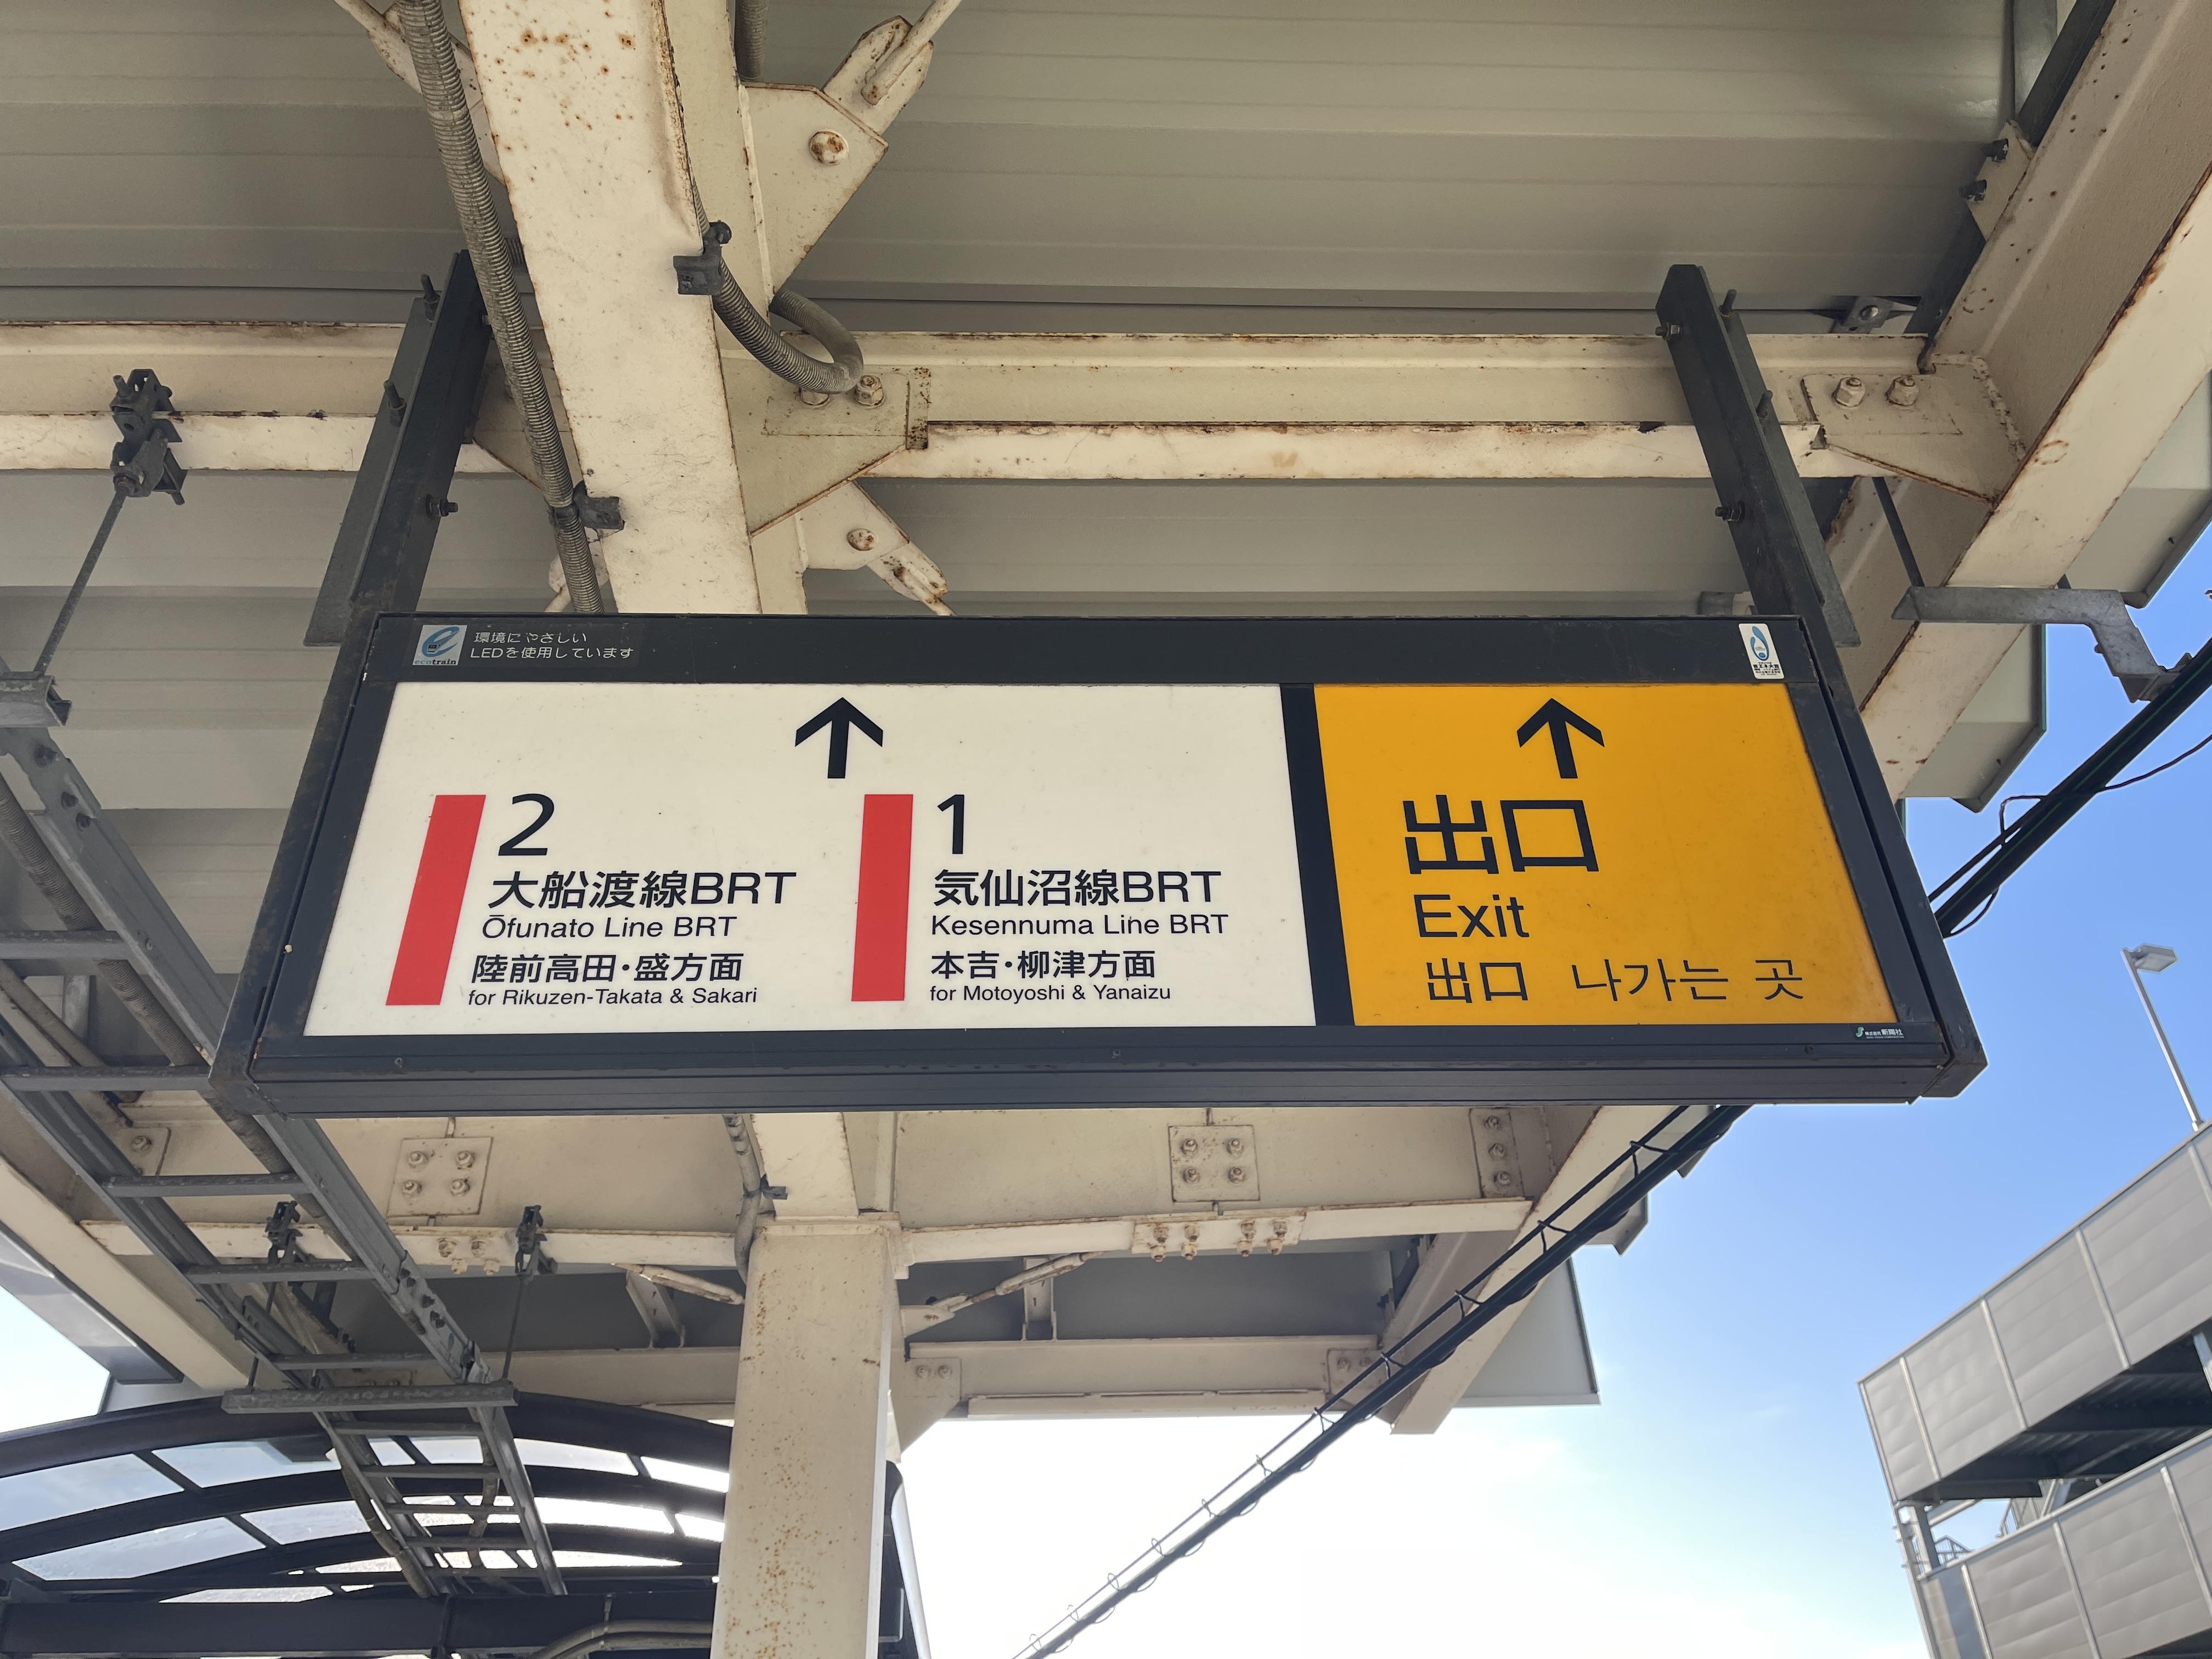 ecotrain
環境にやさしい
LEDを使用しています
2
大船渡線BRT
Ōfunato Line BRT
陸前高田・盛方面
for Rikuzen-Takata & Sakari
1
気仙沼線BRT
Kesennuma Line BRT
本吉・柳津方面
for Motoyoshi & Yanaizu
出口
Exit
出口 나가는 곳